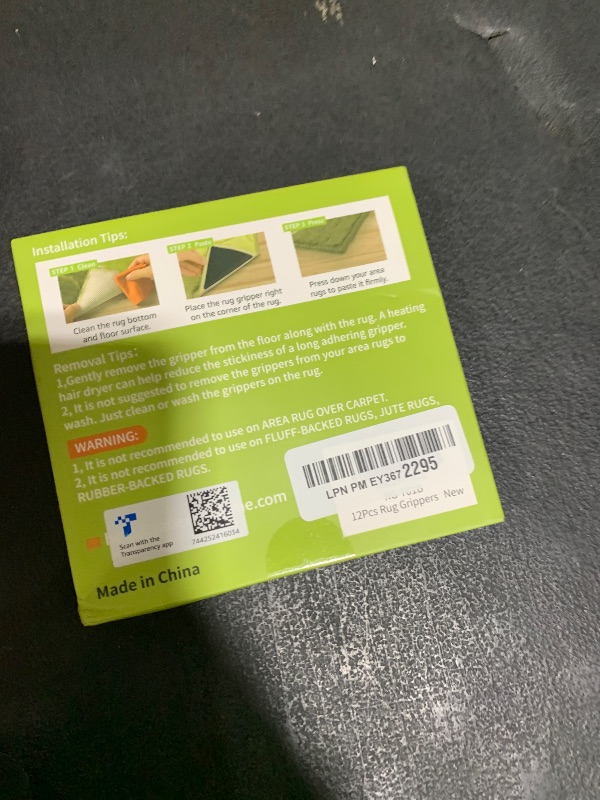 Installation Tips:
STEP 1 Clean
Clean the rug bottom
and floor surface.
STEP 2 Paste
Place the rug gripper right
on the corner of the rug.
STEP 3 Press
Press down your area
rugs to paste it firmly.
Removal Tips:
1,Gently remove the gripper from the floor along with the rug. A heating
hair dryer can help reduce the stickiness of a long adhering gripper.
2, It is not suggested to remove the grippers from your area rugs to
wash. Just clean or wash the grippers on the rug.
WARNING:
1, It is not recommended to use on AREA RUG OVER CARPET.
2, It is not recommended to use on FLUFF-BACKED RUGS, JUTE RUGS,
RUBBER-BACKED RUGS.
LPN PM EY367 2295
12Pcs Rug Grippers New
e.com
Scan with the
Transparency app
744252416034
Made in China